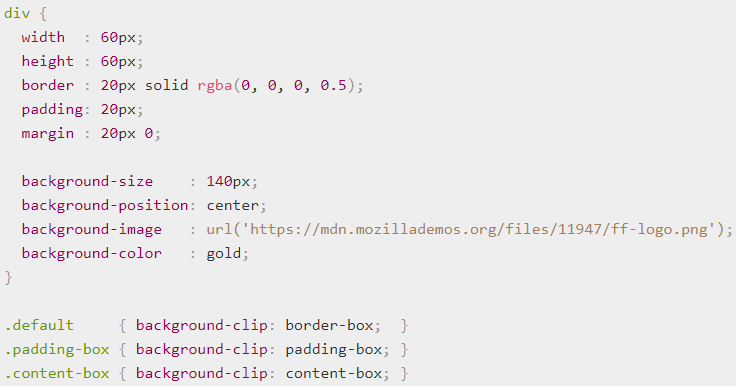 div {
  width  : 60px;
  height : 60px;
  border : 20px solid rgba(0, 0, 0, 0.5);
  padding: 20px;
  margin : 20px 0;

  background-size    : 140px;
  background-position: center;
  background-image   : url('https://mdn.mozillademos.org/files/11947/ff-logo.png');
  background-color   : gold;
}

.default     { background-clip: border-box;  }
.padding-box { background-clip: padding-box; }
.content-box { background-clip: content-box; }